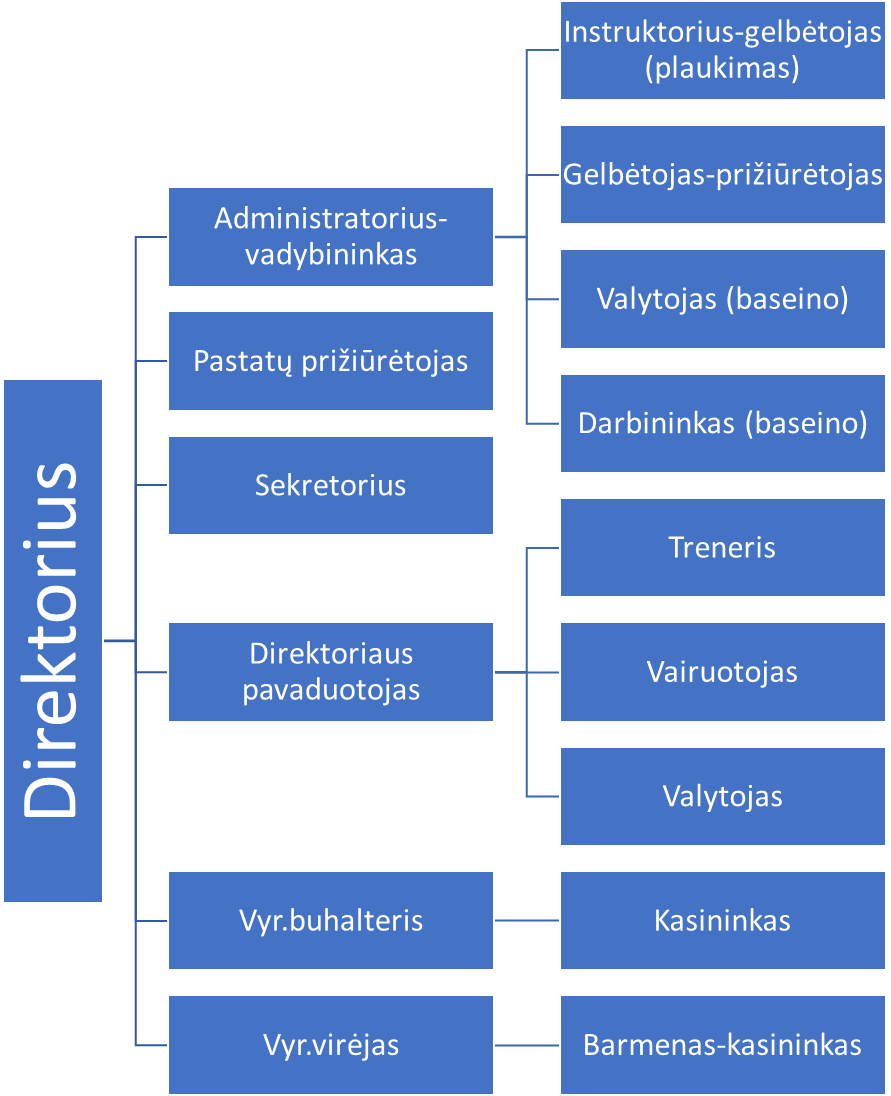 Direktorius
Administratorius-
vadybininkas
Instruktorius-gelbėtojas
(plaukimas)
Gelbėtojas-prižiūrėtojas
Valytojas (baseino)
Darbininkas (baseino)
Pastatų prižiūrėtojas
Sekretorius
Direktoriaus
pavaduotojas
Treneris
Vairuotojas
Valytojas
Vyr.buhalteris
Kasininkas
Vyr.virėjas
Barmenas-kasininkas